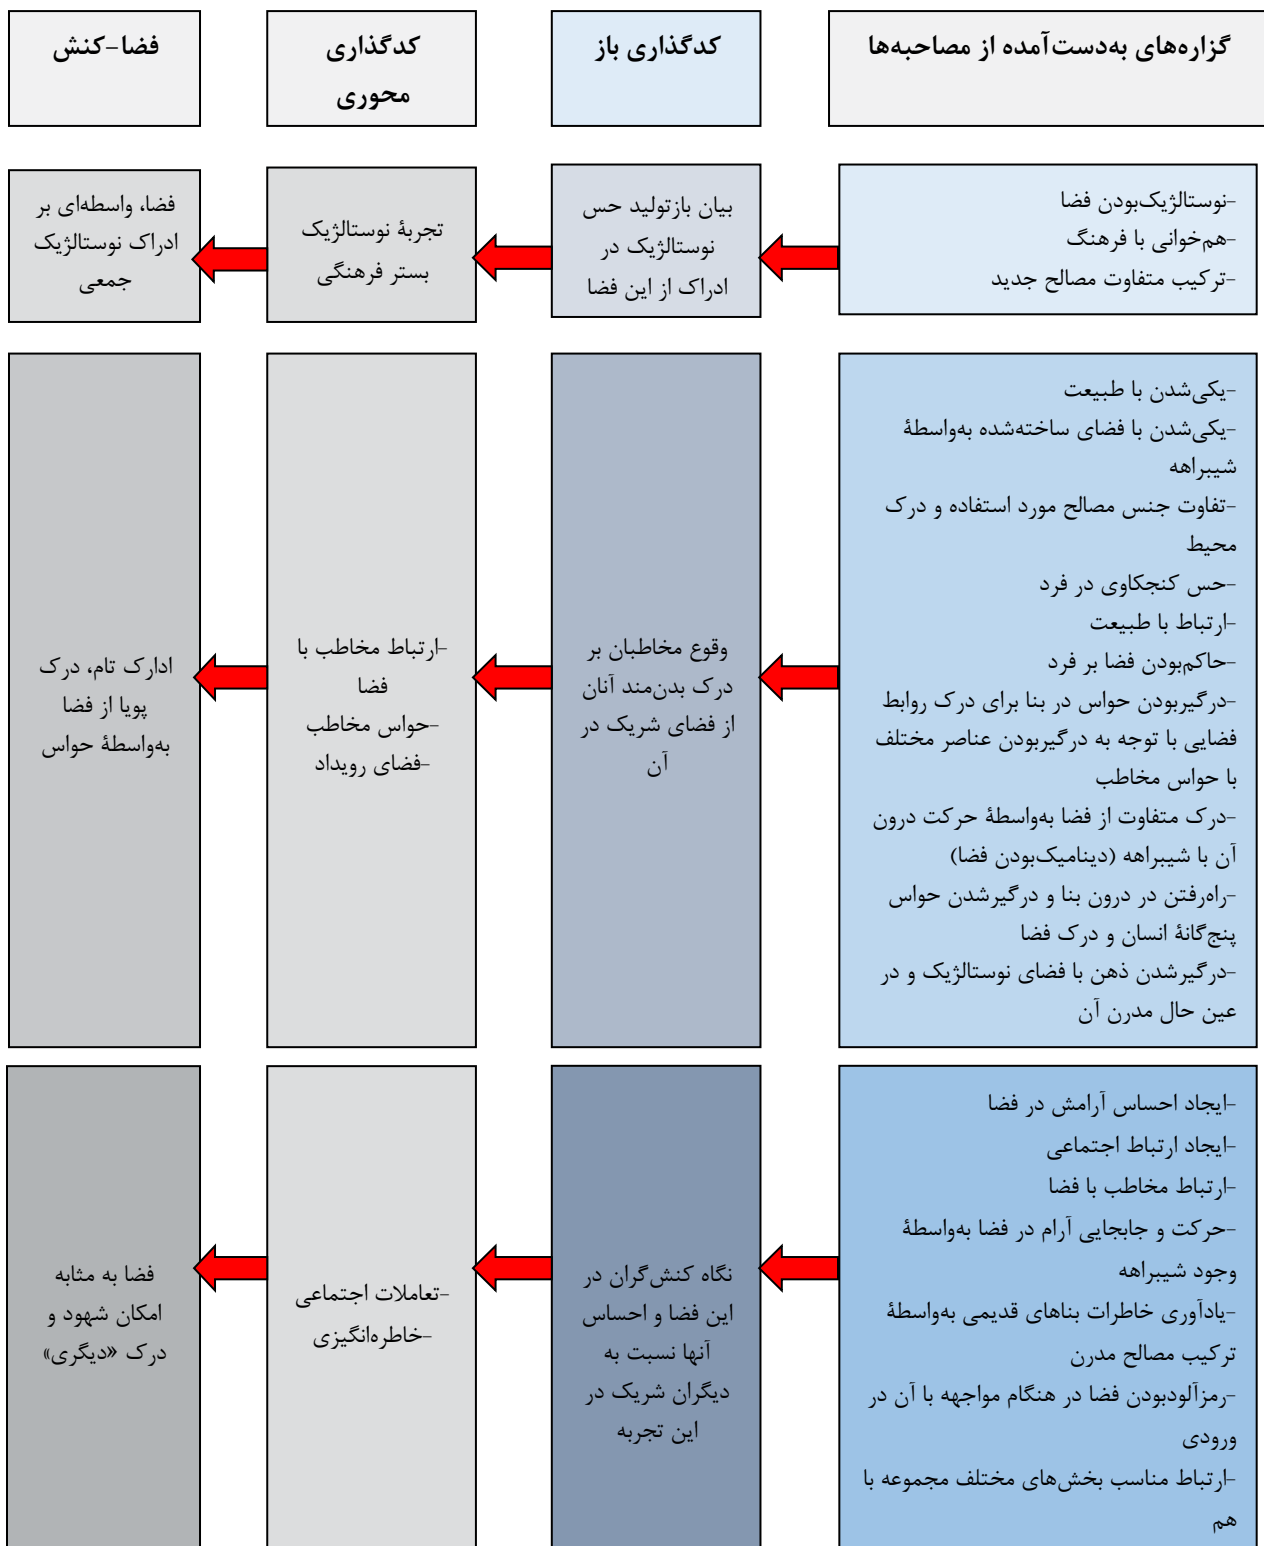 گزاره‌های به‌دست‌آمده از مصاحبه‌ها
کدگذاری باز
کدگذاری
محوری
فضا-کنش
-نوستالژیک‌بودن فضا
-هم‌خوانی با فرهنگ
-ترکیب متفاوت مصالح جدید
بیان بازتولید حس
نوستالژیک در
ادراک از این فضا
تجربۀ نوستالژیک
بستر فرهنگی
فضا، واسطه‌ای بر
ادراک نوستالژیک
جمعی
-یکی‌شدن با طبیعت
-یکی‌شدن با فضای ساخته‌شده به‌واسطۀ
شیبراهه
-تفاوت جنس مصالح مورد استفاده و درک
محیط
-حس کنجکاوی در فرد
-ارتباط با طبیعت
-حاکم‌بودن فضا بر فرد
-درگیربودن حواس در بنا برای درک روابط
فضایی با توجه به درگیربودن عناصر مختلف
با حواس مخاطب
-درک متفاوت از فضا به‌واسطۀ حرکت درون
آن با شیبراهه (دینامیک‌بودن فضا)
-راه‌رفتن در درون بنا و درگیرشدن حواس
پنج‌گانۀ انسان و درک فضا
-درگیرشدن ذهن با فضای نوستالژیک و در
عین حال مدرن آن
وقوع مخاطبان بر
درک بدن‌مند آنان
از فضای شریک در
آن
-ارتباط مخاطب با
فضا
-حواس مخاطب
-فضای رویداد
ادارک تام، درک
پویا از فضا
به‌واسطۀ حواس
-ایجاد احساس آرامش در فضا
-ایجاد ارتباط اجتماعی
-ارتباط مخاطب با فضا
-حرکت و جابجایی آرام در فضا به‌واسطۀ
وجود شیبراهه
-یادآوری خاطرات بناهای قدیمی به‌واسطۀ
ترکیب مصالح مدرن
-رمزآلودبودن فضا در هنگام مواجهه با آن در
ورودی
-ارتباط مناسب بخش‌های مختلف مجموعه با
هم
نگاه کنش‌گران در
این فضا و احساس
آنها نسبت به
دیگران شریک در
این تجربه
-تعاملات اجتماعی
-خاطره‌انگیزی
فضا به مثابه
امکان شهود و
درک «دیگری»